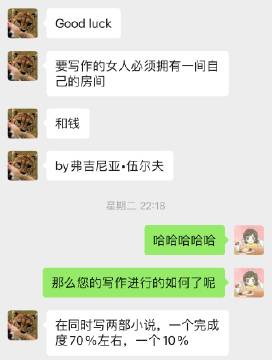 Good luck
要写作的女人必须拥有一间自
己的房间
和钱
by弗吉尼亚•伍尔夫
星期二 22:18
哈哈哈哈哈
那么您的写作进行的如何了呢
在同时写两部小说，一个完成
度70%左右，一个10%